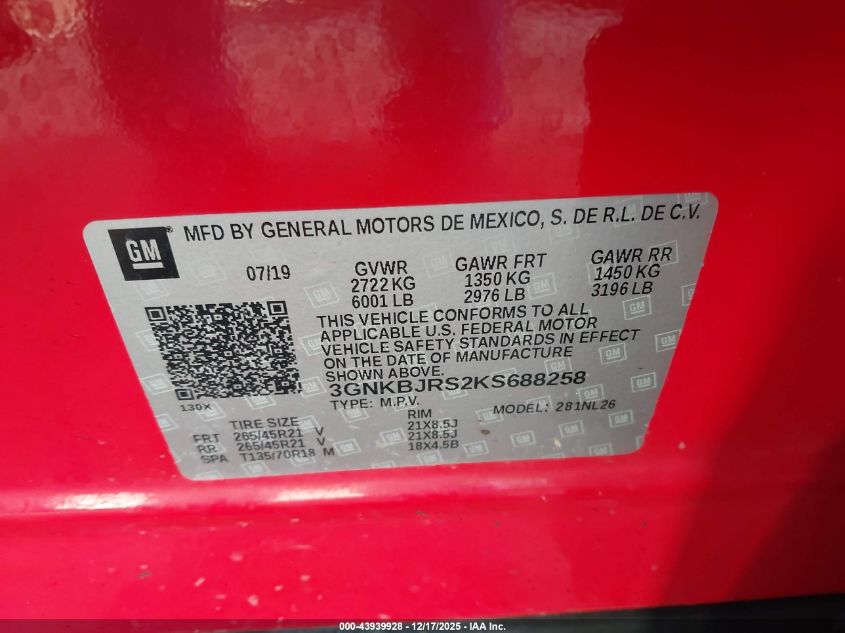 GM
MFD BY GENERAL MOTORS DE MEXICO, S. DE R.L. DE C.V.
07/19 GVWR GAWR FRT GAWR RR
2722 KG 1350 KG 1450 KG
6001 LB 2976 LB 3196 LB
THIS VEHICLE CONFORMS TO ALL
APPLICABLE U.S. FEDERAL MOTOR
VEHICLE SAFETY STANDARDS IN EFFECT
ON THE DATE OF MANUFACTURE
SHOWN ABOVE.
3GNKBJRS2KS688258
130X TYPE: M.P.V. MODEL: 281NL26
TIRE SIZE RIM
FRT 265/45R21 V 21X8.5J
RR 265/45R21 V 21X8.5J
SPA T135/70R18 M 18X4.5B
000-43939928 - 12/17/2025 - IAA Inc.